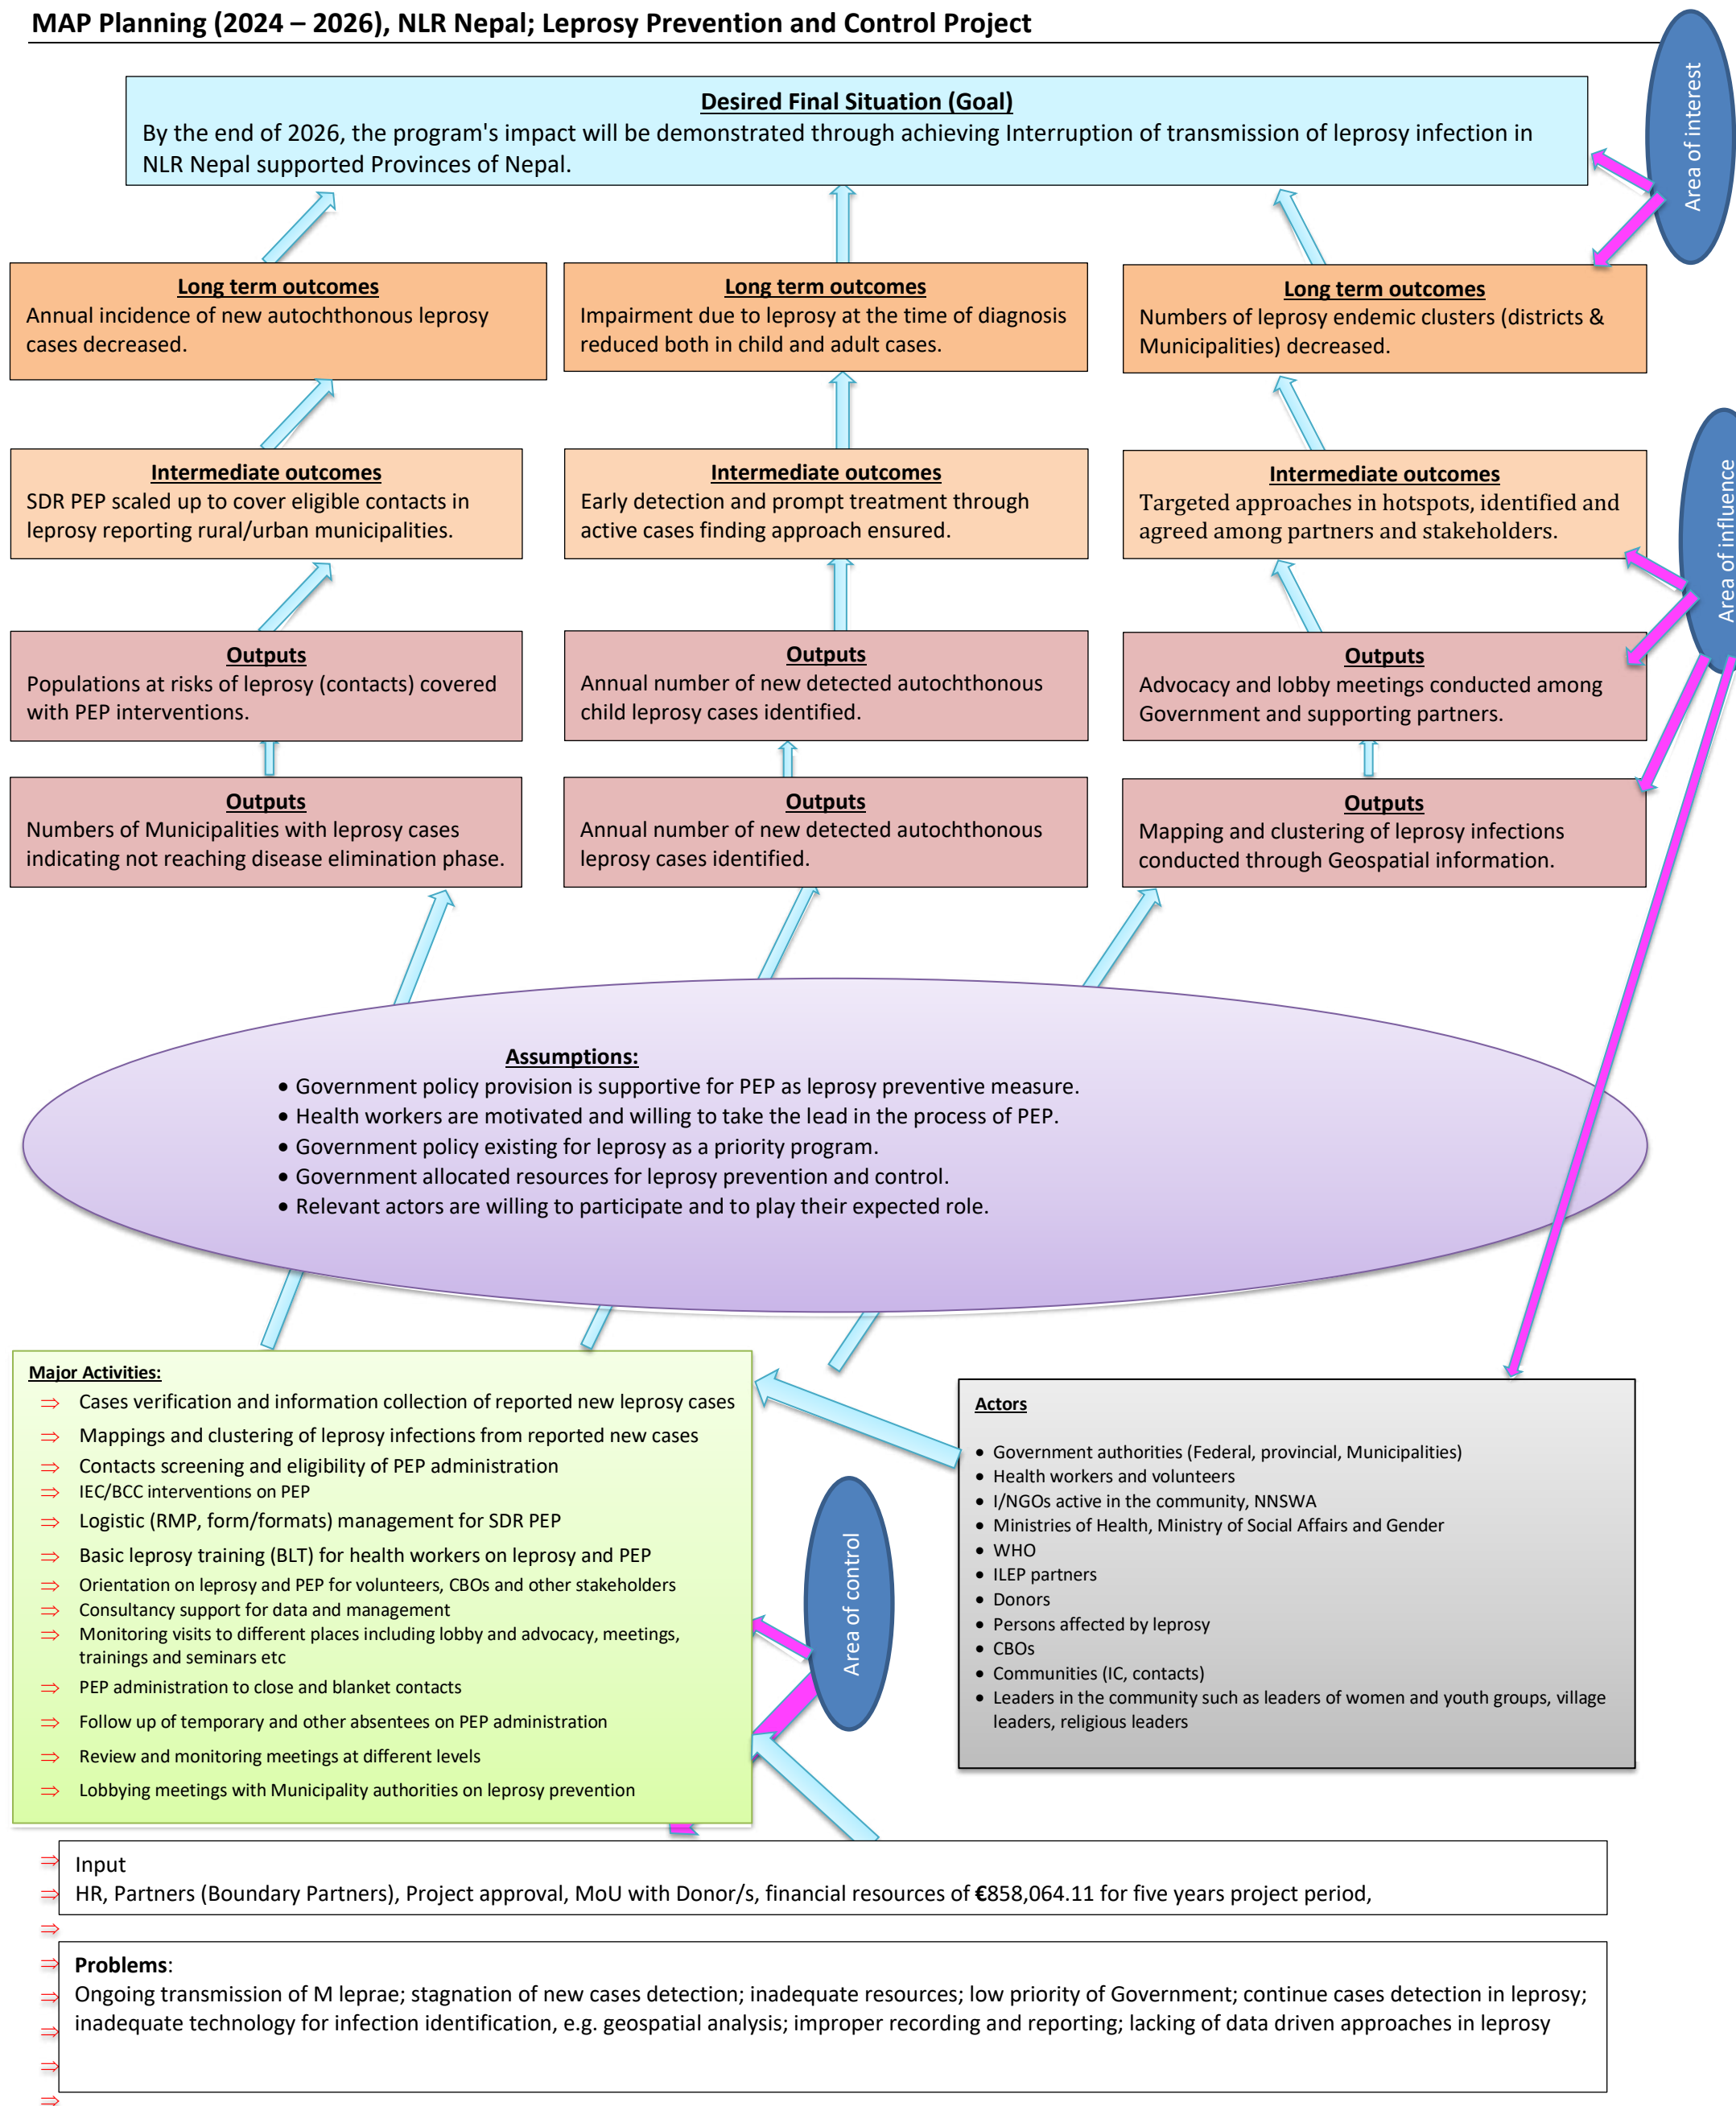 MAP Planning (2024 – 2026), NLR Nepal; Leprosy Prevention and Control Project
Area of interest
Desired Final Situation (Goal)
By the end of 2026, the program's impact will be demonstrated through achieving Interruption of transmission of leprosy infection in
NLR Nepal supported Provinces of Nepal.
Long term outcomes
Annual incidence of new autochthonous leprosy
cases decreased.
Long term outcomes
Impairment due to leprosy at the time of diagnosis
reduced both in child and adult cases.
Long term outcomes
Numbers of leprosy endemic clusters (districts &
Municipalities) decreased.
Area of influence
Intermediate outcomes
SDR PEP scaled up to cover eligible contacts in
leprosy reporting rural/urban municipalities.
Intermediate outcomes
Early detection and prompt treatment through
active cases finding approach ensured.
Intermediate outcomes
Targeted approaches in hotspots, identified and
agreed among partners and stakeholders.
Outputs
Populations at risks of leprosy (contacts) covered
with PEP interventions.
Outputs
Annual number of new detected autochthonous
child leprosy cases identified.
Outputs
Advocacy and lobby meetings conducted among
Government and supporting partners.
Outputs
Numbers of Municipalities with leprosy cases
indicating not reaching disease elimination phase.
Outputs
Annual number of new detected autochthonous
leprosy cases identified.
Outputs
Mapping and clustering of leprosy infections
conducted through Geospatial information.
Assumptions:
• Government policy provision is supportive for PEP as leprosy preventive measure.
• Health workers are motivated and willing to take the lead in the process of PEP.
• Government policy existing for leprosy as a priority program.
• Government allocated resources for leprosy prevention and control.
• Relevant actors are willing to participate and to play their expected role.
Major Activities:
⇒ Cases verification and information collection of reported new leprosy cases
⇒ Mappings and clustering of leprosy infections from reported new cases
⇒ Contacts screening and eligibility of PEP administration
⇒ IEC/BCC interventions on PEP
⇒ Logistic (RMP, form/formats) management for SDR PEP
⇒ Basic leprosy training (BLT) for health workers on leprosy and PEP
⇒ Orientation on leprosy and PEP for volunteers, CBOs and other stakeholders
⇒ Consultancy support for data and management
⇒ Monitoring visits to different places including lobby and advocacy, meetings,
trainings and seminars etc
⇒ PEP administration to close and blanket contacts
⇒ Follow up of temporary and other absentees on PEP administration
⇒ Review and monitoring meetings at different levels
⇒ Lobbying meetings with Municipality authorities on leprosy prevention
Area of control
Actors
• Government authorities (Federal, provincial, Municipalities)
• Health workers and volunteers
• I/NGOs active in the community, NNSWA
• Ministries of Health, Ministry of Social Affairs and Gender
• WHO
• ILEP partners
• Donors
• Persons affected by leprosy
• CBOs
• Communities (IC, contacts)
• Leaders in the community such as leaders of women and youth groups, village
leaders, religious leaders
⇒ Input
⇒ HR, Partners (Boundary Partners), Project approval, MoU with Donor/s, financial resources of €858,064.11 for five years project period,
⇒
⇒ Problems:
⇒ Ongoing transmission of M leprae; stagnation of new cases detection; inadequate resources; low priority of Government; continue cases detection in leprosy;
⇒ inadequate technology for infection identification, e.g. geospatial analysis; improper recording and reporting; lacking of data driven approaches in leprosy
⇒
⇒